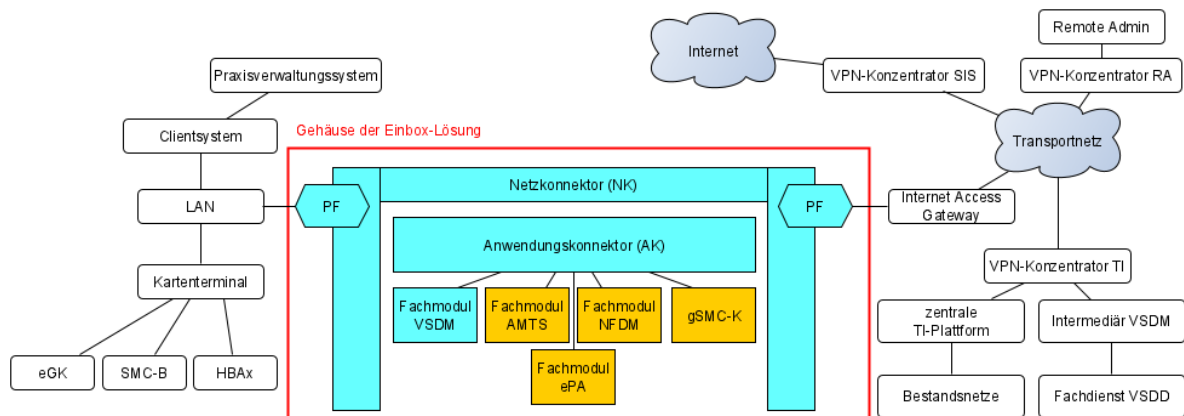 Remote Admin
Internet
Praxisverwaltungssystem
VPN-Konzentrator SIS
VPN-Konzentrator RA
Clientsystem
Gehäuse der Einbox-Lösung
Transportnetz
Netzkonnektor (NK)
LAN
PF
PF
Internet Access
Gateway
Anwendungskonnektor (AK)
VPN-Konzentrator TI
Kartenterminal
Fachmodul
VSDM
Fachmodul
AMTS
Fachmodul
NFDM
gSMC-K
zentrale
TI-Plattform
Intermediär VSDM
Fachmodul
ePA
eGK
SMC-B
HBAx
Bestandsnetze
Fachdienst VSDD